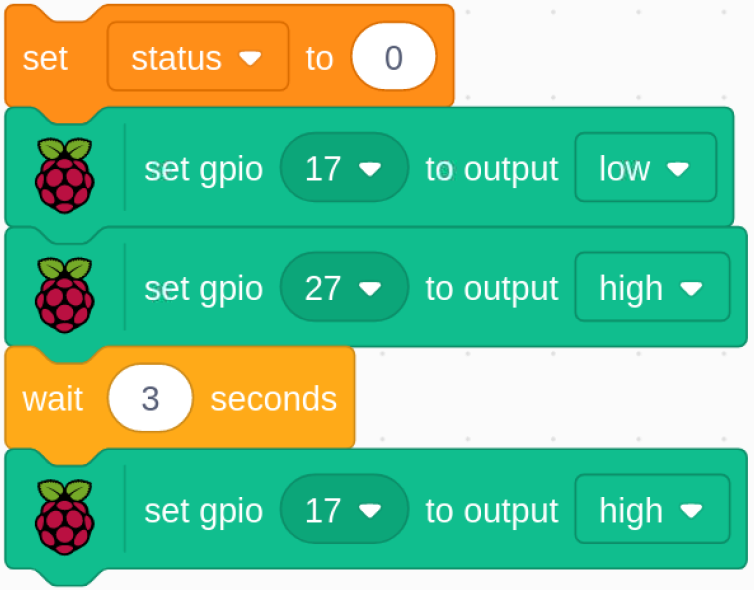 set status to 0
set gpio 17 to output low
set gpio 27 to output high
wait 3 seconds
set gpio 17 to output high